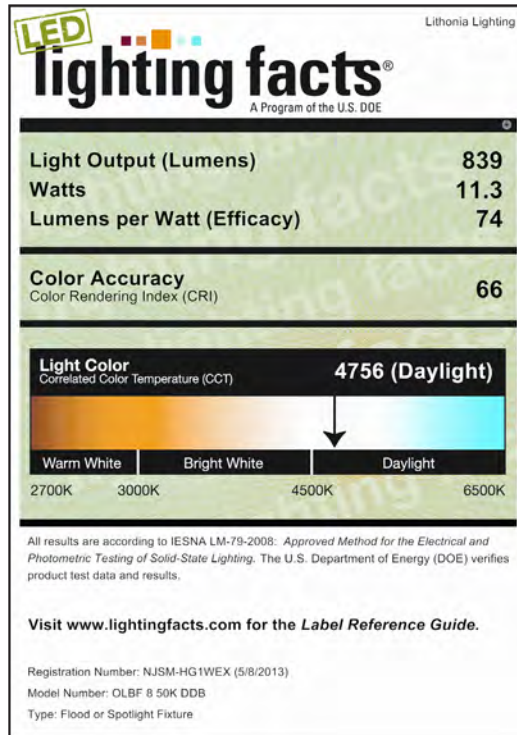 Lithonia Lighting
LED
lighting facts®
A Program of the U.S. DOE
Light Output (Lumens) 839
Watts 11.3
Lumens per Watt (Efficacy) 74
Color Accuracy
Color Rendering Index (CRI) 66
Light Color
Correlated Color Temperature (CCT) 4756 (Daylight)
Warm White Bright White Daylight
2700K 3000K 4500K 6500K
All results are according to IESNA LM-79-2008: Approved Method for the Electrical and
Photometric Testing of Solid-State Lighting. The U.S. Department of Energy (DOE) verifies
product test data and results.
Visit www.lightingfacts.com for the Label Reference Guide.
Registration Number: NJSM-HG1WEX (5/8/2013)
Model Number: OLBF 8 50K DDB
Type: Flood or Spotlight Fixture